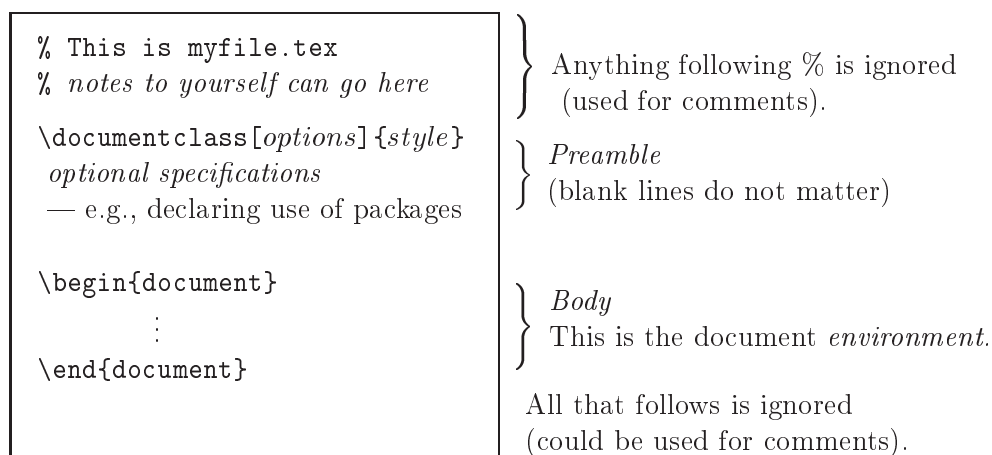 % This is myfile.tex
% notes to yourself can go here
Anything following % is ignored
(used for comments).
\documentclass[options]{style}
optional specifications
— e.g., declaring use of packages
Preamble
(blank lines do not matter)
\begin{document}
⋮
\end{document}
Body
This is the document environment.
All that follows is ignored
(could be used for comments).